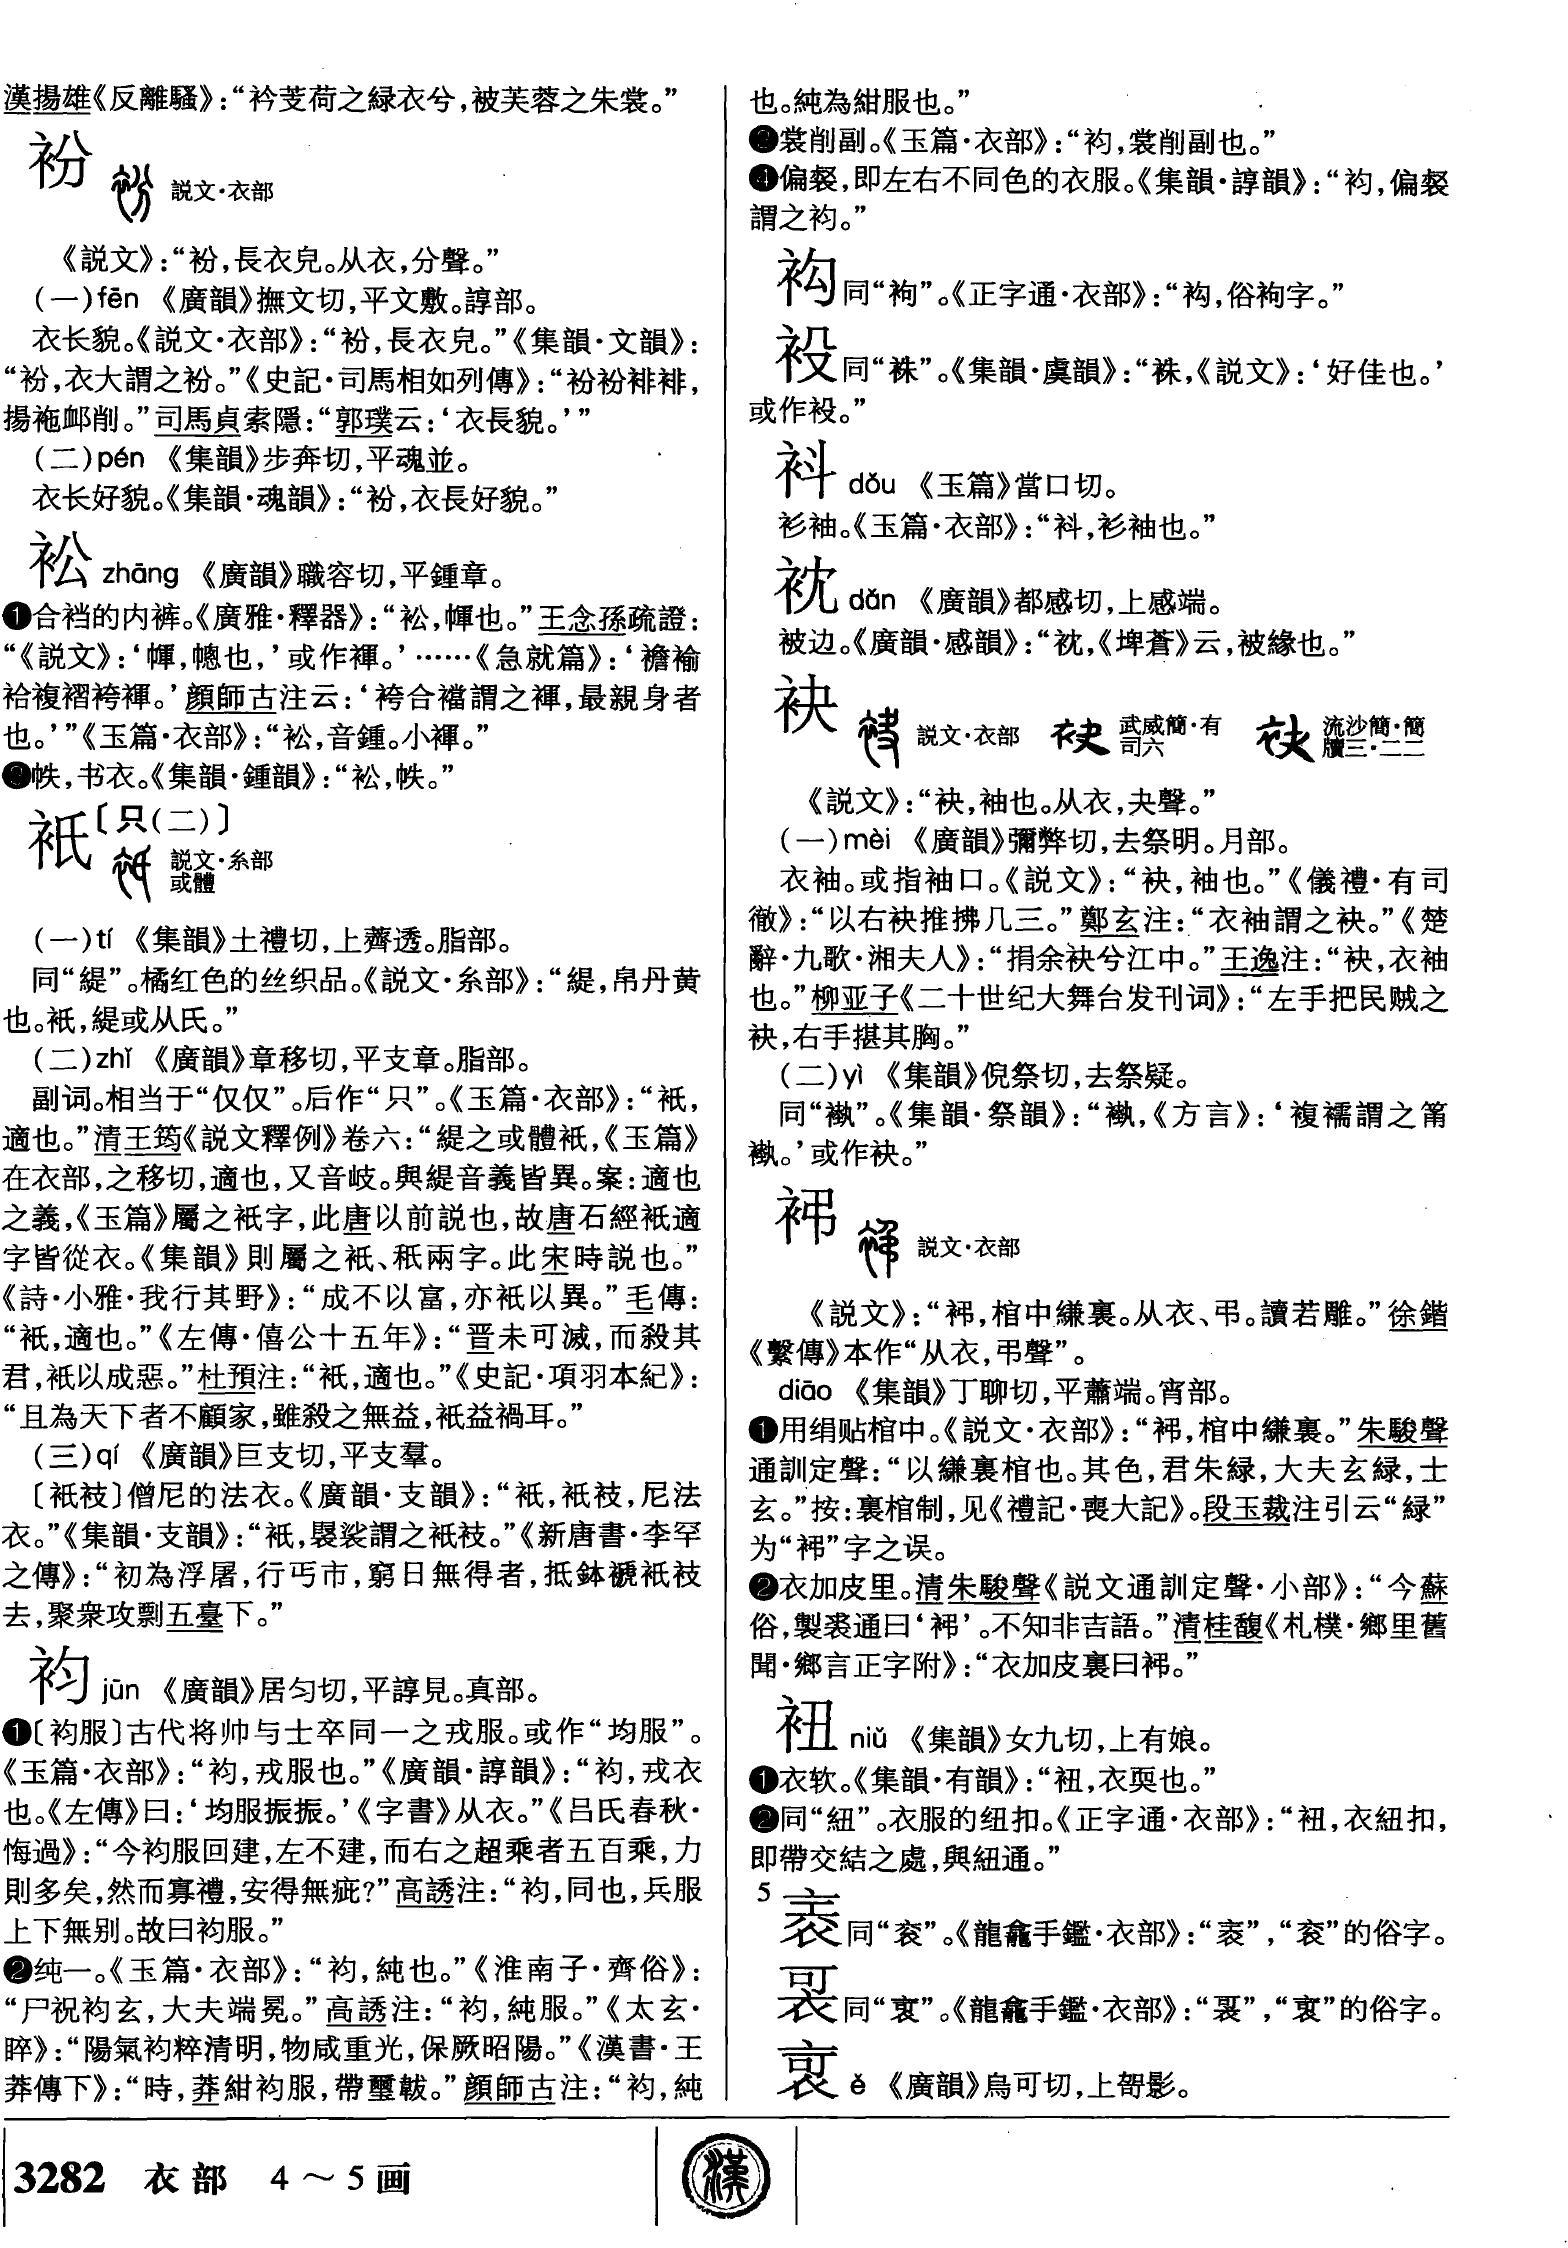 漢揚雄《反離騷》：“衿芰荷之緑衣兮，被芙蓉之朱裳。”
衯 説文·衣部
《説文》：“衯，長衣皃。从衣，分聲。”
（一）fēn 《廣韻》撫文切，平文敷。諄部。
衣长貌。《説文·衣部》：“衯，長衣皃。”《集韻·文韻》：
“衯，衣大謂之衯。”《史記·司馬相如列傳》：“衯衯裶裶，
揚袘卹削。”司馬貞索隱：“郭璞云：‘衣長貌。’”
（二）pén 《集韻》步奔切，平魂並。
衣长好貌。《集韻·魂韻》：“衯，衣長好貌。”
衳 zhōng 《廣韻》職容切，平鍾章。
❶合裆的内裤。《廣雅·釋器》：“衳，㡓也。”王念孫疏證：
“《説文》：‘㡓，幒也，’或作褌。’……《急就篇》：‘襜褕
袷複褶袴褌。’顔師古注云：‘袴合襠謂之褌，最親身者
也。’”《玉篇·衣部》：“衳，音鍾。小褌。”
❷帙，书衣。《集韻·鍾韻》：“衳，帙。”
衹〔只（二）〕
説文·糸部
或體
（一）tí 《集韻》土禮切，上薺透。脂部。
同“緹”。橘红色的丝织品。《説文·糸部》：“緹，帛丹黄
也。衹，緹或从氏。”
（二）zhǐ 《廣韻》章移切，平支章。脂部。
副词。相当于“仅仅”。后作“只”。《玉篇·衣部》：“衹，
適也。”清王筠《説文釋例》卷六：“緹之或體衹，《玉篇》
在衣部，之移切，適也，又音岐。與緹音義皆異。案：適也
之義，《玉篇》屬之衹字，此唐以前説也，故唐石經衹適
字皆從衣。《集韻》則屬之衹、秖兩字。此宋時説也。”
《詩·小雅·我行其野》：“成不以富，亦衹以異。”毛傳：
“衹，適也。”《左傳·僖公十五年》：“晋未可滅，而殺其
君，衹以成惡。”杜預注：“衹，適也。”《史記·項羽本紀》：
“且為天下者不顧家，雖殺之無益，衹益禍耳。”
（三）qí 《廣韻》巨支切，平支羣。
〔衹衼〕僧尼的法衣。《廣韻·支韻》：“衹，衹衼，尼法
衣。”《集韻·支韻》：“衹，袈裟謂之衹衼。”《新唐書·李罕
之傳》：“初為浮屠，行丐市，窮日無得者，抵鉢褫衹衼
去，聚衆攻剽五臺下。”
袀 jūn 《廣韻》居匀切，平諄見。真部。
❶〔袀服〕古代将帅与士卒同一之戎服。或作“均服”。
《玉篇·衣部》：“袀，戎服也。”《廣韻·諄韻》：“袀，戎衣
也。《左傳》曰：‘均服振振。’《字書》从衣。”《吕氏春秋·
悔過》：“今袀服回建，左不建，而右之超乘者五百乘，力
則多矣，然而寡禮，安得無疵？”高誘注：“袀，同也，兵服
上下無别。故曰袀服。”
❷纯一。《玉篇·衣部》：“袀，純也。”《淮南子·齊俗》：
“尸祝袀玄，大夫端冕。”高誘注：“袀，純服。”《太玄·
睟》：“陽氣袀粹清明，物咸重光，保厥昭陽。”《漢書·王
莽傳下》：“時，莽紺袀服，帶璽韍。”顔師古注：“袀，純
也。純為紺服也。”
❸裳削副。《玉篇·衣部》：“袀，裳削副也。”
❹偏裻，即左右不同色的衣服。《集韻·諄韻》：“袀，偏裻
謂之袀。”
袧同“袧”。《正字通·衣部》：“俗袧字。”
同“袾”。《集韻·虞韻》：“袾，《説文》：‘好佳也。’
或作䘠。”
䘞 dǒu 《玉篇》當口切。
衫袖。《玉篇·衣部》：“䘞，衫袖也。”
衴 dǎn 《廣韻》都感切，上感端。
被边。《廣韻·感韻》：“衴，《埤蒼》云，被緣也。”
袂 説文·衣部 武威簡·有司六 流沙簡·簡牘三·二二
《説文》：“袂，袖也。从衣，夬聲。”
（一）mèi 《廣韻》彌弊切，去祭明。月部。
衣袖。或指袖口。《説文》：“袂，袖也。”《儀禮·有司
徹》：“以右袂推拂几三。”鄭玄注：“衣袖謂之袂。”《楚
辭·九歌·湘夫人》：“捐余袂兮江中。”王逸注：“袂，衣袖
也。”柳亚子《二十世纪大舞台发刊词》：“左手把民贼之
袂，右手揕其胸。”
（二）yì 《集韻》倪祭切，去祭疑。
同“褹”。《集韻·祭韻》：“褹，《方言》：‘複襦謂之筩
褹。’或作袂。”
䘟 説文·衣部
《説文》：“䘟，棺中縑裏。从衣、弔。讀若雕。”徐鍇
《繫傳》本作“从衣，弔聲”。
diāo 《集韻》丁聊切，平蕭端。宵部。
❶用绢贴棺中。《説文·衣部》：“䘟，棺中縑裏。”朱駿聲
通訓定聲：“以縑裏棺也。其色，君朱緑，大夫玄緑，士
玄。”按：裏棺制，见《禮記·喪大記》。段玉裁注引云“緑”
为“䘟”字之误。
❷衣加皮里。清朱駿聲《説文通訓定聲·小部》：“今蘇
俗，製裘通曰‘䘟’。不知非吉語。”清桂馥《札樸·鄉里舊
聞·鄉言正字附》：“衣加皮裏曰䘟。”
衵 niǔ 《集韻》女九切，上有娘。
❶衣软。《集韻·有韻》：“衣耎也。”
❷同“紐”。衣服的纽扣。《正字通·衣部》：“衣紐扣，
即帶交結之處，與紐通。”
5
同“衮”。《龍龕手鑑·衣部》：“衮”的俗字。
同“𧙃”。《龍龕手鑑·衣部》：的俗字。
ě 《廣韻》烏可切，上哿影。
3282 衣部 4～5画
漢